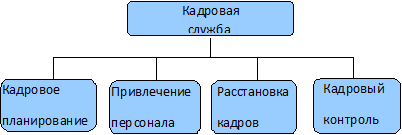 Кадровая
служба
Кадровое
планирование
Привлечение
персонала
Расстановка
кадров
Кадровый
контроль